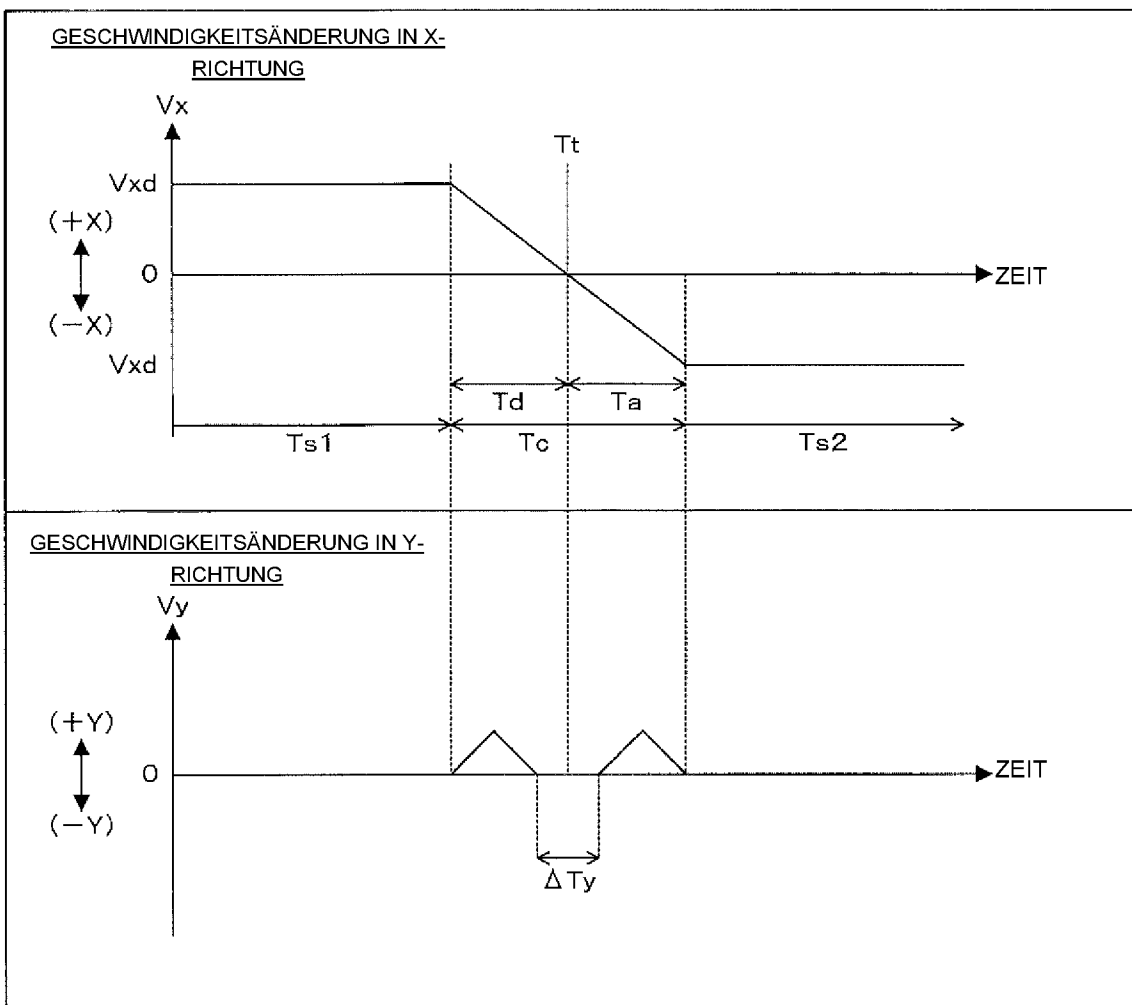 GESCHWINDIGKEITSÄNDERUNG IN X-
RICHTUNG
Vx
Tt
Vxd
(+X)
0
ZEIT
(−X)
Vxd
Td
Ta
Ts1
Tc
Ts2
GESCHWINDIGKEITSÄNDERUNG IN Y-
RICHTUNG
Vy
(+Y)
0
ZEIT
(−Y)
ΔTy